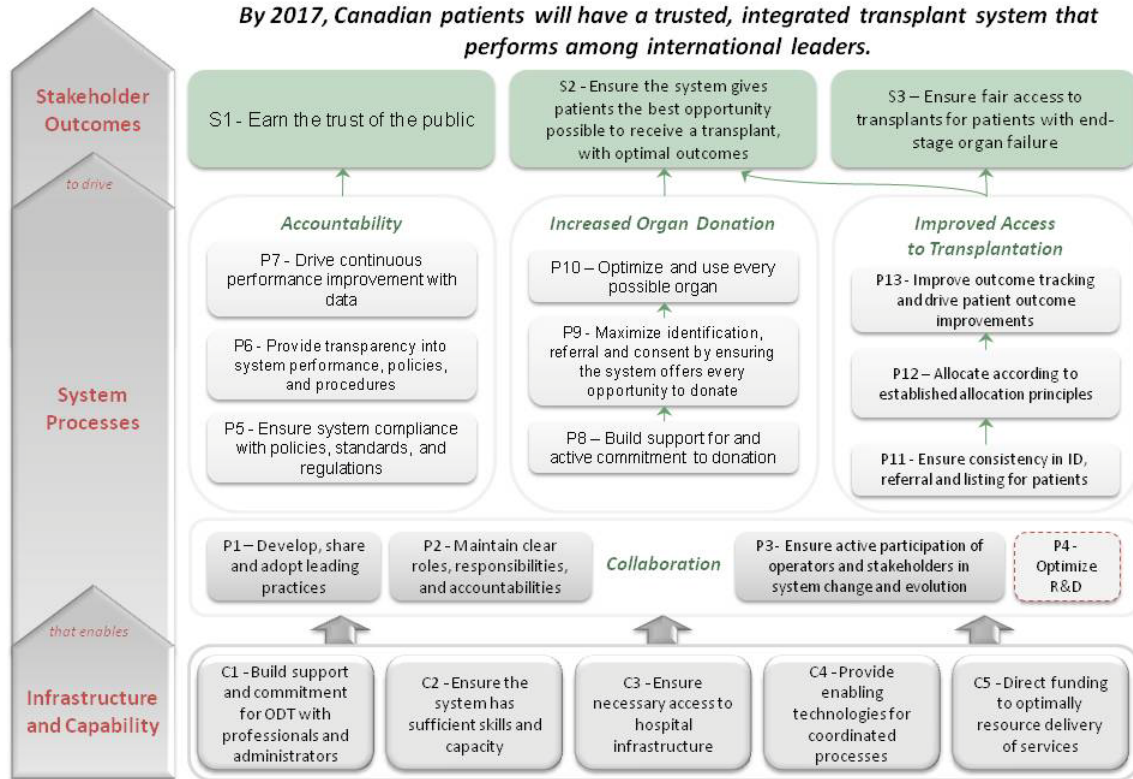 By 2017, Canadian patients will have a trusted, integrated transplant system that
performs among international leaders.
Stakeholder
Outcomes
S1 - Earn the trust of the public
S2 - Ensure the system gives
patients the best opportunity
possible to receive a transplant,
with optimal outcomes
S3 – Ensure fair access to
transplants for patients with end-
stage organ failure
to drive
System
Processes
Accountability
P7 - Drive continuous
performance improvement with
data
P6 - Provide transparency into
system performance, policies,
and procedures
P5 - Ensure system compliance
with policies, standards, and
regulations
Increased Organ Donation
P10 – Optimize and use every
possible organ
P9 – Maximize identification,
referral and consent by ensuring
the system offers every
opportunity to donate
P8 – Build support for and
active commitment to donation
Improved Access
to Transplantation
P13 - Improve outcome tracking
and drive patient outcome
improvements
P12 – Allocate according to
established allocation principles
P11 - Ensure consistency in ID,
referral and listing for patients
P1 – Develop, share
and adopt leading
practices
P2 – Maintain clear
roles, responsibilities,
and accountabilities
Collaboration
P3- Ensure active participation of
operators and stakeholders in
system change and evolution
P4 -
Optimize
R&D
that enables
Infrastructure
and Capability
C1 - Build support
and commitment
for ODT with
professionals and
administrators
C2 – Ensure the
system has
sufficient skills and
capacity
C3 - Ensure
necessary access to
hospital
infrastructure
C4 – Provide
enabling
technologies for
coordinated
processes
C5 - Direct funding
to optimally
resource delivery
of services